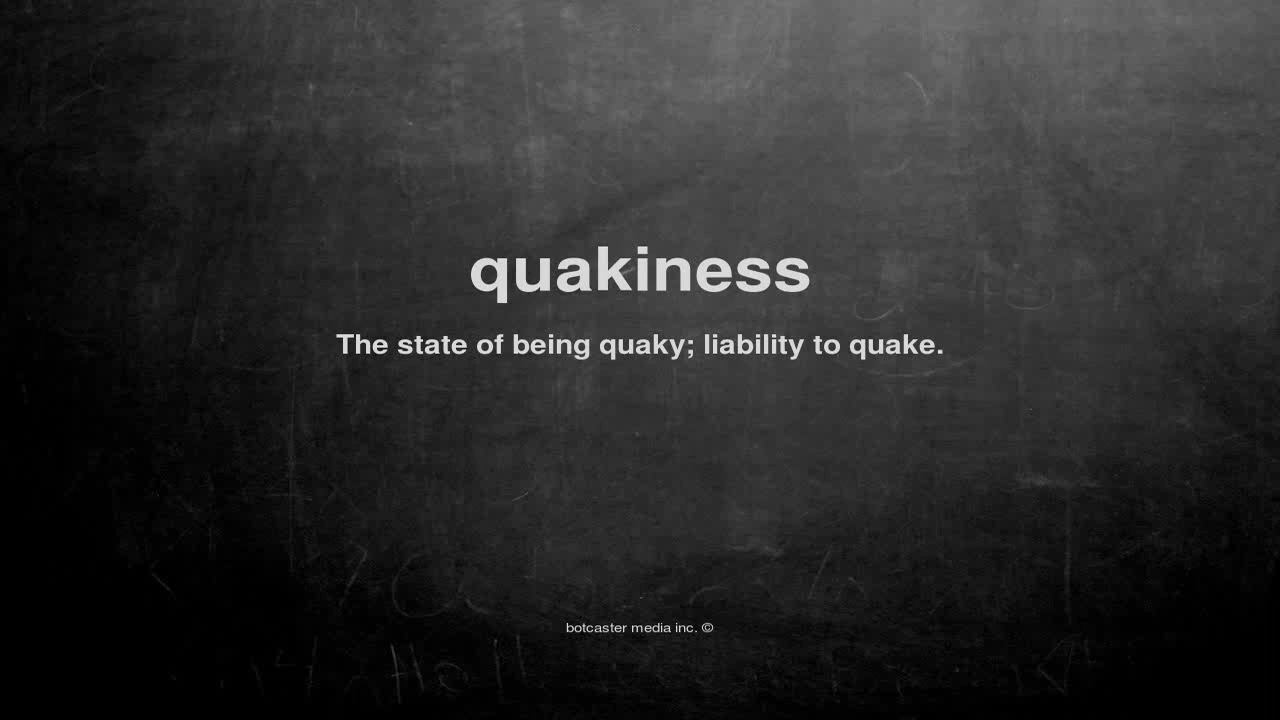 quakiness
The state of being quaky; liability to quake.
botcaster media inc. ©